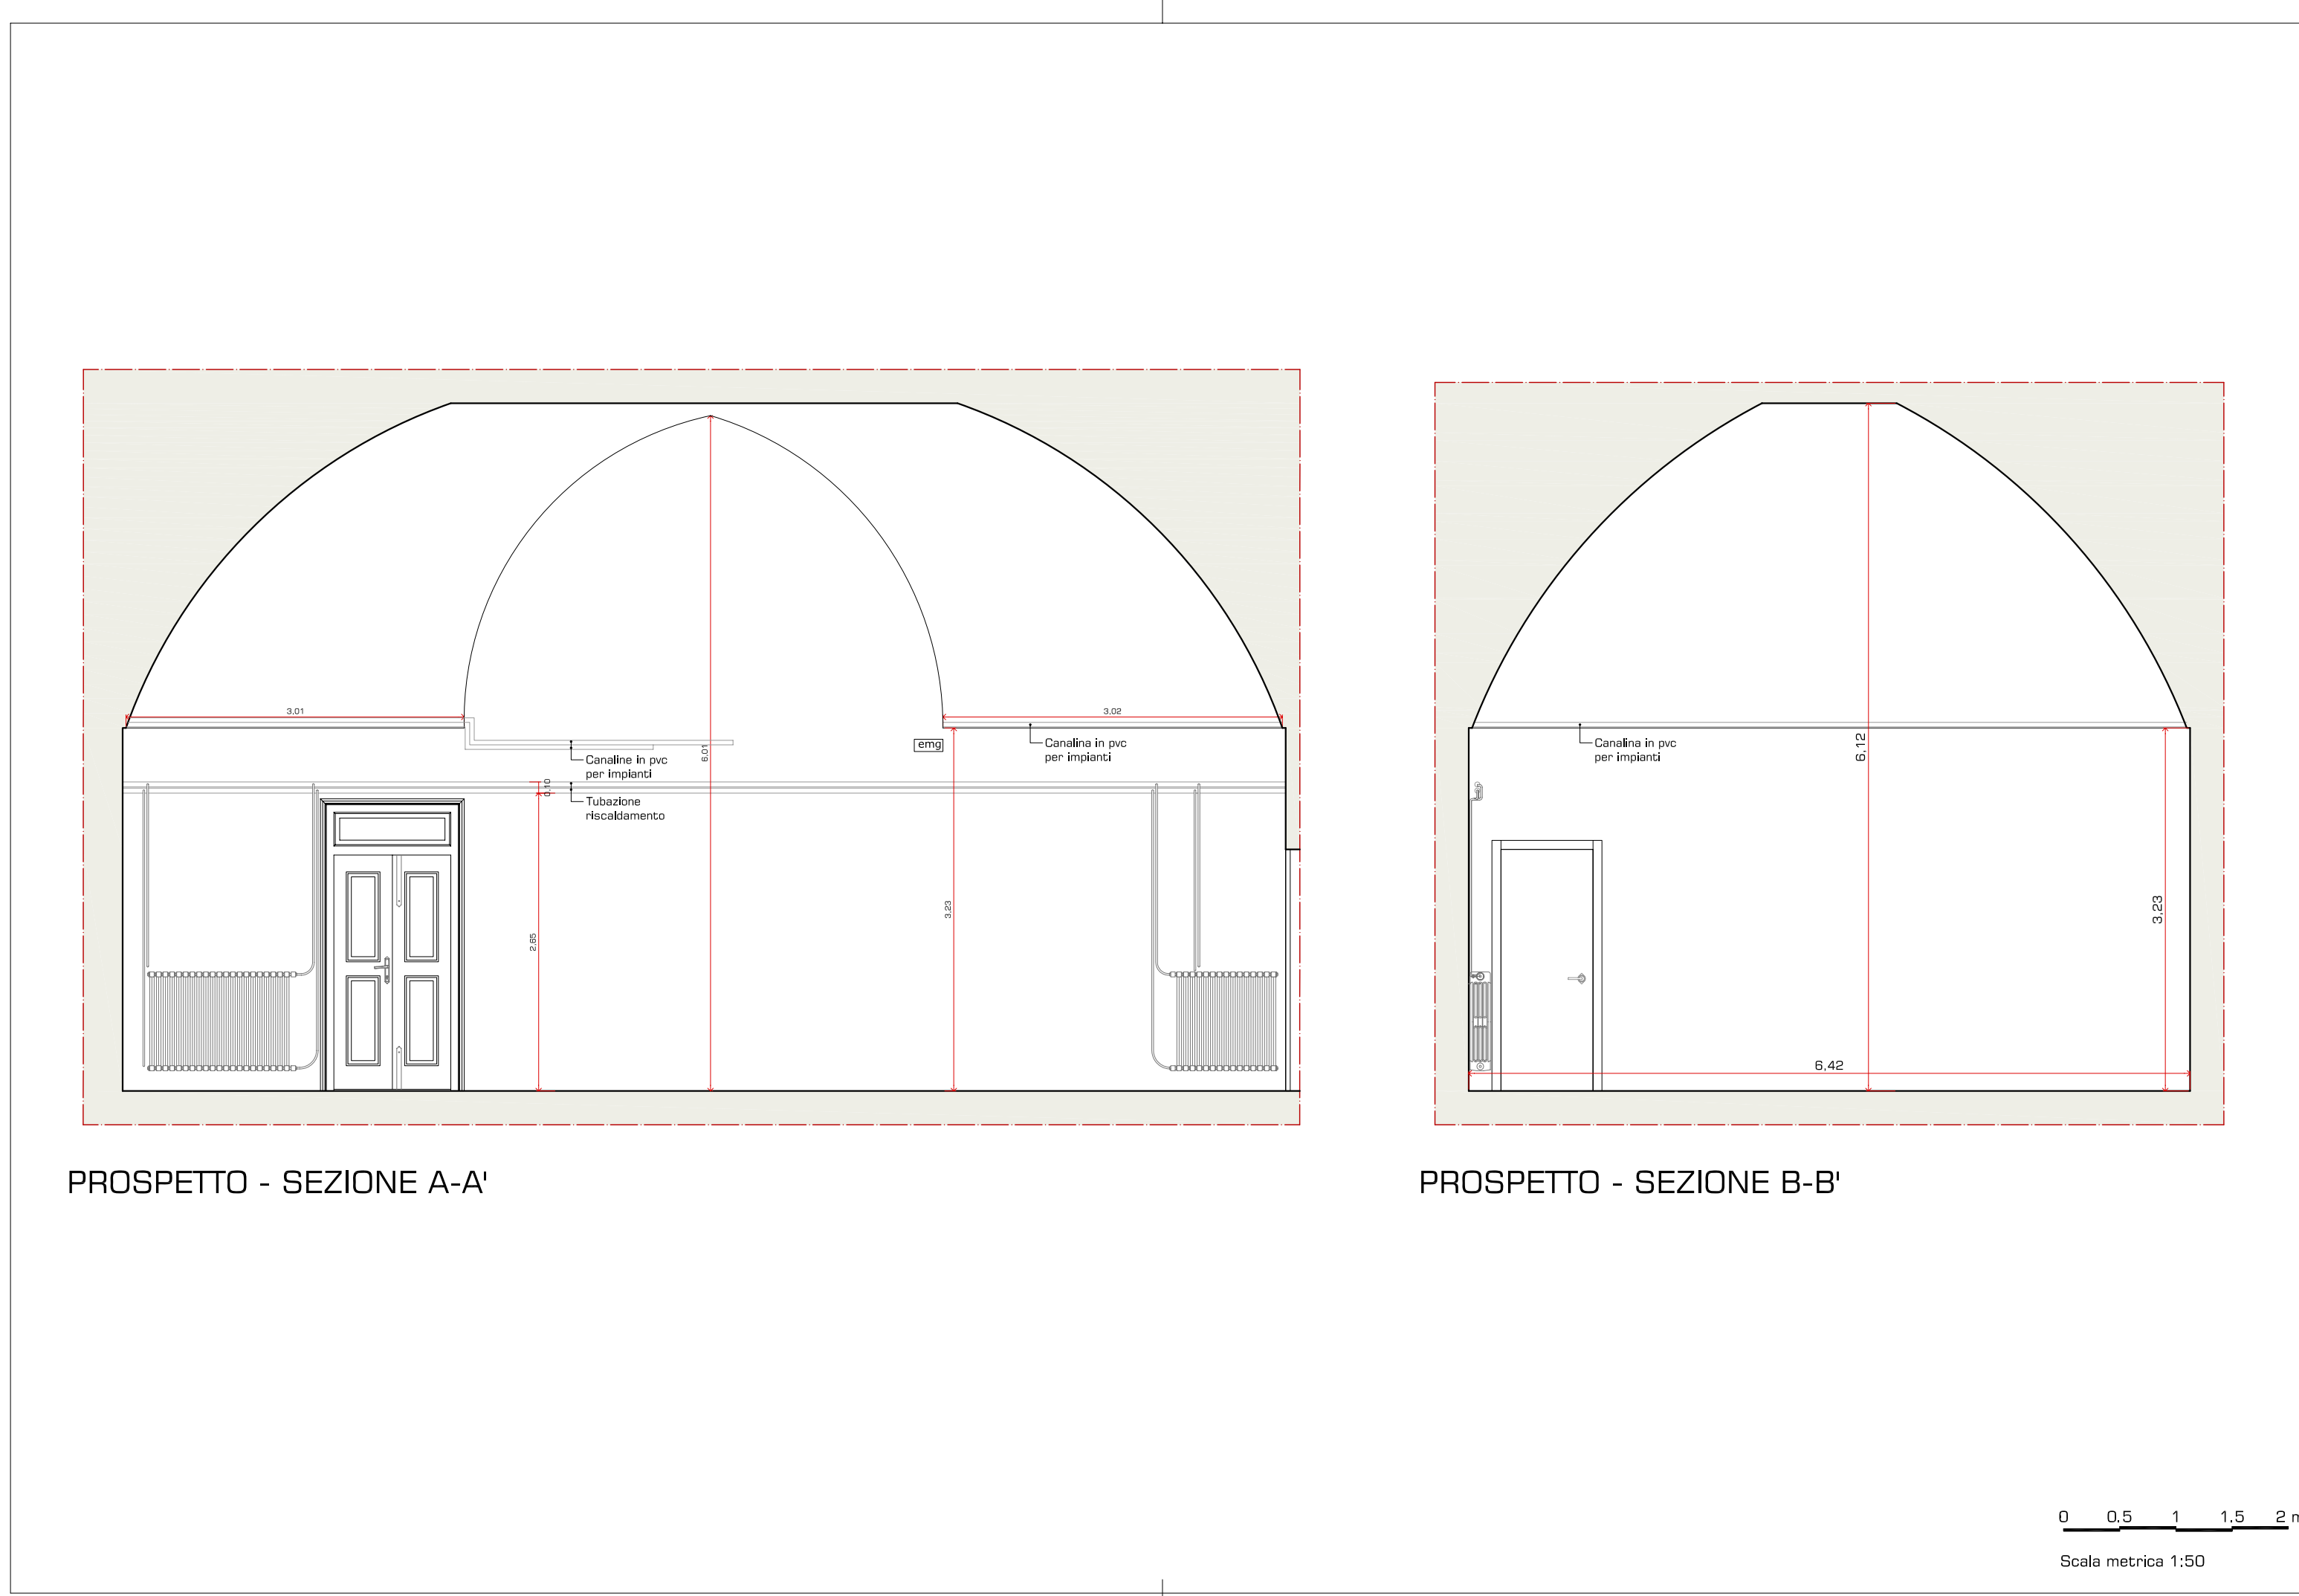 3,01
3,02
6,01
emg
Canaline in pvc
per impianti
Canalina in pvc
per impianti
0,10
Tubazione
riscaldamento
2,65
3,23
PROSPETTO - SEZIONE A-A'
Canalina in pvc
per impianti
6,12
3,23
6,42
PROSPETTO - SEZIONE B-B'
0 0,5 1 1,5 2 m
Scala metrica 1:50